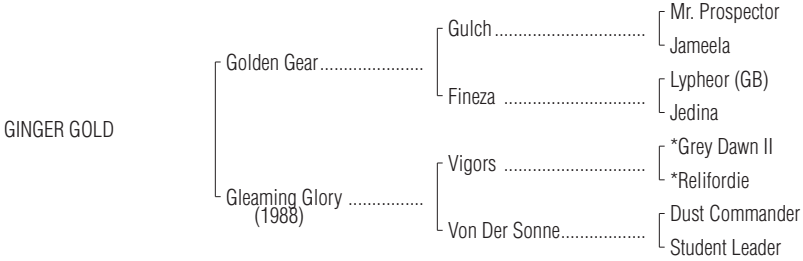 Mr. Prospector
Gulch ................................
Jameela
Golden Gear......................
Lypheor (GB)
Fineza ..............................
Jedina
GINGER GOLD
*Grey Dawn II
Vigors ..............................
*Relifordie
Gleaming Glory ................
(1988)
Dust Commander
Von Der Sonne..................
Student Leader